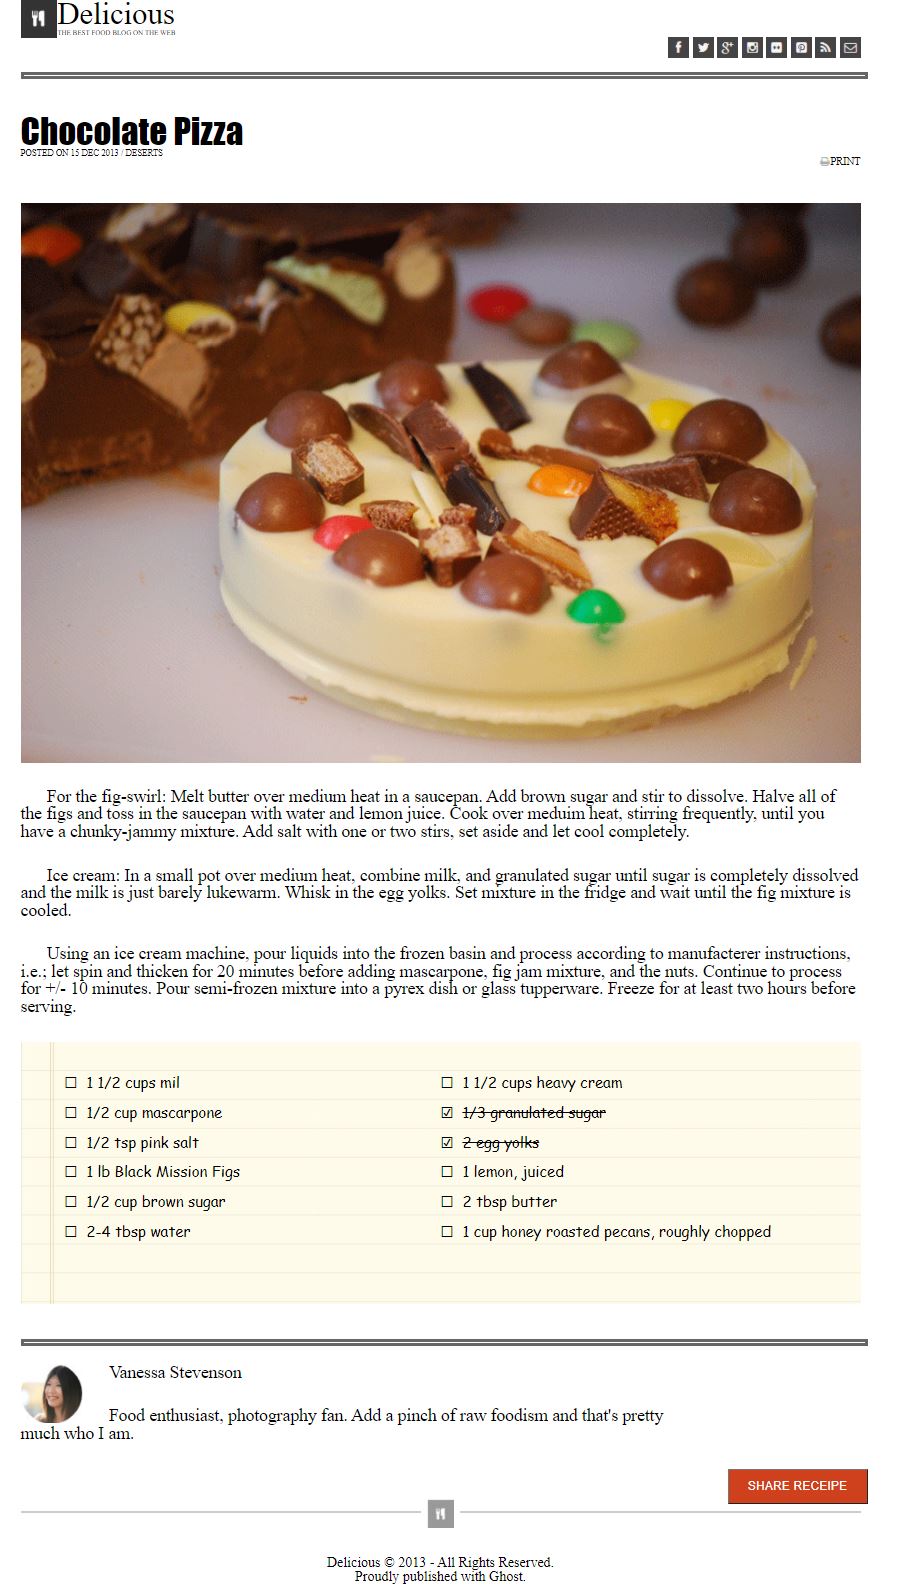 Delicious
THE BEST FOOD BLOG ON THE WEB
Chocolate Pizza
POSTED ON 15 DEC 2013 / DESERTS
PRINT
For the fig-swirl: Melt butter over medium heat in a saucepan. Add brown sugar and stir to dissolve. Halve all of
the figs and toss in the saucepan with water and lemon juice. Cook over meduim heat, stirring frequently, until you
have a chunky-jammy mixture. Add salt with one or two stirs, set aside and let cool completely.
Ice cream: In a small pot over medium heat, combine milk, and granulated sugar until sugar is completely dissolved
and the milk is just barely lukewarm. Whisk in the egg yolks. Set mixture in the fridge and wait until the fig mixture is
cooled.
Using an ice cream machine, pour liquids into the frozen basin and process according to manufacterer instructions,
i.e.; let spin and thicken for 20 minutes before adding mascarpone, fig jam mixture, and the nuts. Continue to process
for +/- 10 minutes. Pour semi-frozen mixture into a pyrex dish or glass tupperware. Freeze for at least two hours before
serving.
☐ 1 1/2 cups mil
☐ 1/2 cup mascarpone
☐ 1/2 tsp pink salt
☐ 1 lb Black Mission Figs
☐ 1/2 cup brown sugar
☐ 2-4 tbsp water
☐ 1 1/2 cups heavy cream
☑ 1/3 granulated sugar
☑ 2 egg yolks
☐ 1 lemon, juiced
☐ 2 tbsp butter
☐ 1 cup honey roasted pecans, roughly chopped
Vanessa Stevenson
Food enthusiast, photography fan. Add a pinch of raw foodism and that's pretty
much who I am.
SHARE RECEIPE
Delicious © 2013 - All Rights Reserved.
Proudly published with Ghost.